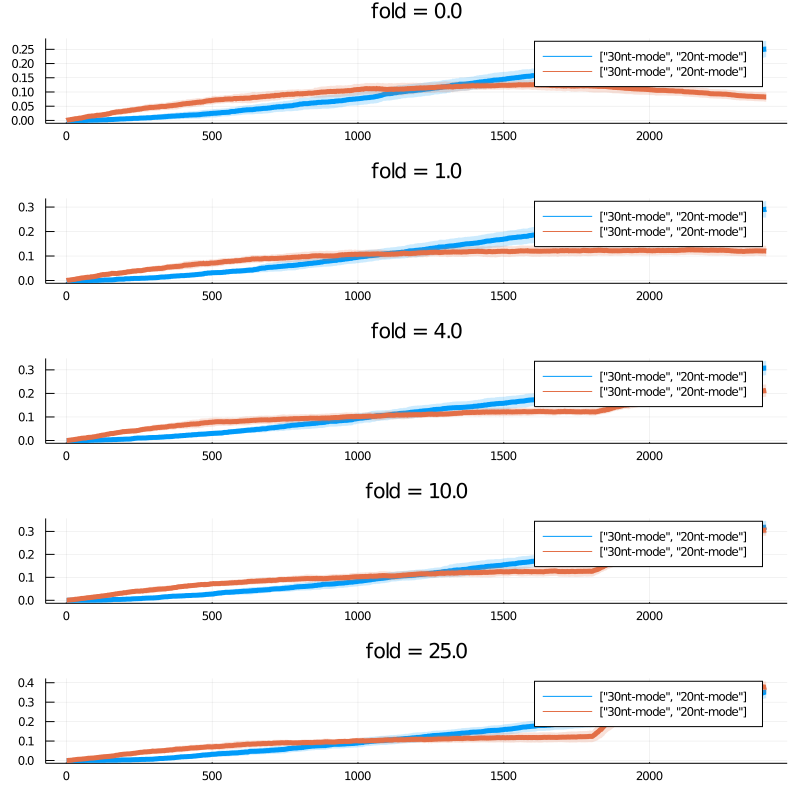 fold = 0.0
0.25
["30nt-mode", "20nt-mode"]
0.20
["30nt-mode", "20nt-mode"]
0.15
0.10
0.05
0.00
0 500 1000 1500 2000
fold = 1.0
0.3
["30nt-mode", "20nt-mode"]
0.2
["30nt-mode", "20nt-mode"]
0.1
0.0
0 500 1000 1500 2000
fold = 4.0
0.3
["30nt-mode", "20nt-mode"]
["30nt-mode", "20nt-mode"]
0.2
0.1
0.0
0 500 1000 1500 2000
fold = 10.0
0.3
["30nt-mode", "20nt-mode"]
["30nt-mode", "20nt-mode"]
0.2
0.1
0.0
0 500 1000 1500 2000
fold = 25.0
0.4
["30nt-mode", "20nt-mode"]
0.3
["30nt-mode", "20nt-mode"]
0.2
0.1
0.0
0 500 1000 1500 2000